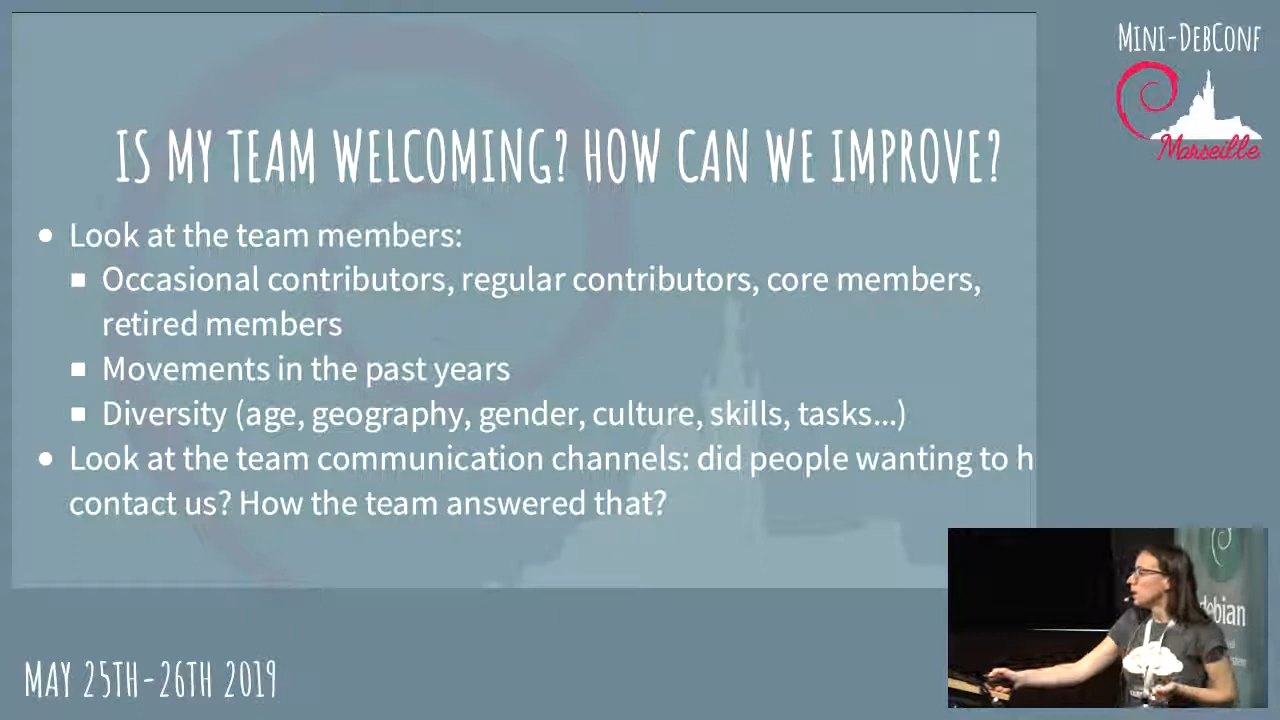 Mini-DebConf
Marseille
IS MY TEAM WELCOMING? HOW CAN WE IMPROVE?
Look at the team members:
Occasional contributors, regular contributors, core members,
retired members
Movements in the past years
Diversity (age, geography, gender, culture, skills, tasks...)
Look at the team communication channels: did people wanting to h
contact us? How the team answered that?
debian
MAY 25TH-26TH 2019